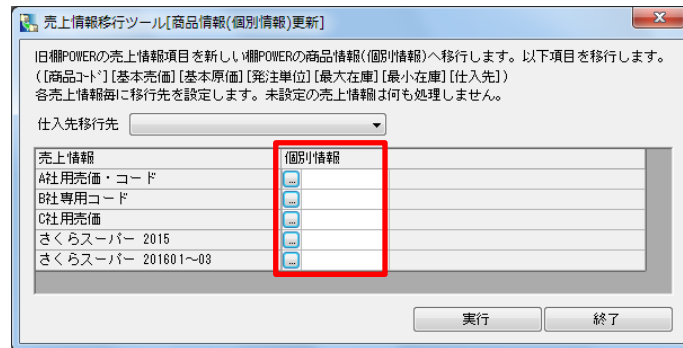 売上情報移行ツール[商品情報(個別情報)更新]
旧棚POWERの売上情報項目を新しい棚POWERの商品情報(個別情報)へ移行します。以下項目を移行します。
([商品ｺｰﾄﾞ][基本売価][基本原価][発注単位][最大在庫][最小在庫][仕入先])
各売上情報毎に移行先を設定します。未設定の売上情報は何も処理しません。
仕入先移行先
売上情報 個別情報
A社用売価・コード ...
B社専用コード ...
C社用売価 ...
さくらスーパー 2015 ...
さくらスーパー 201601～03 ...
実行 終了